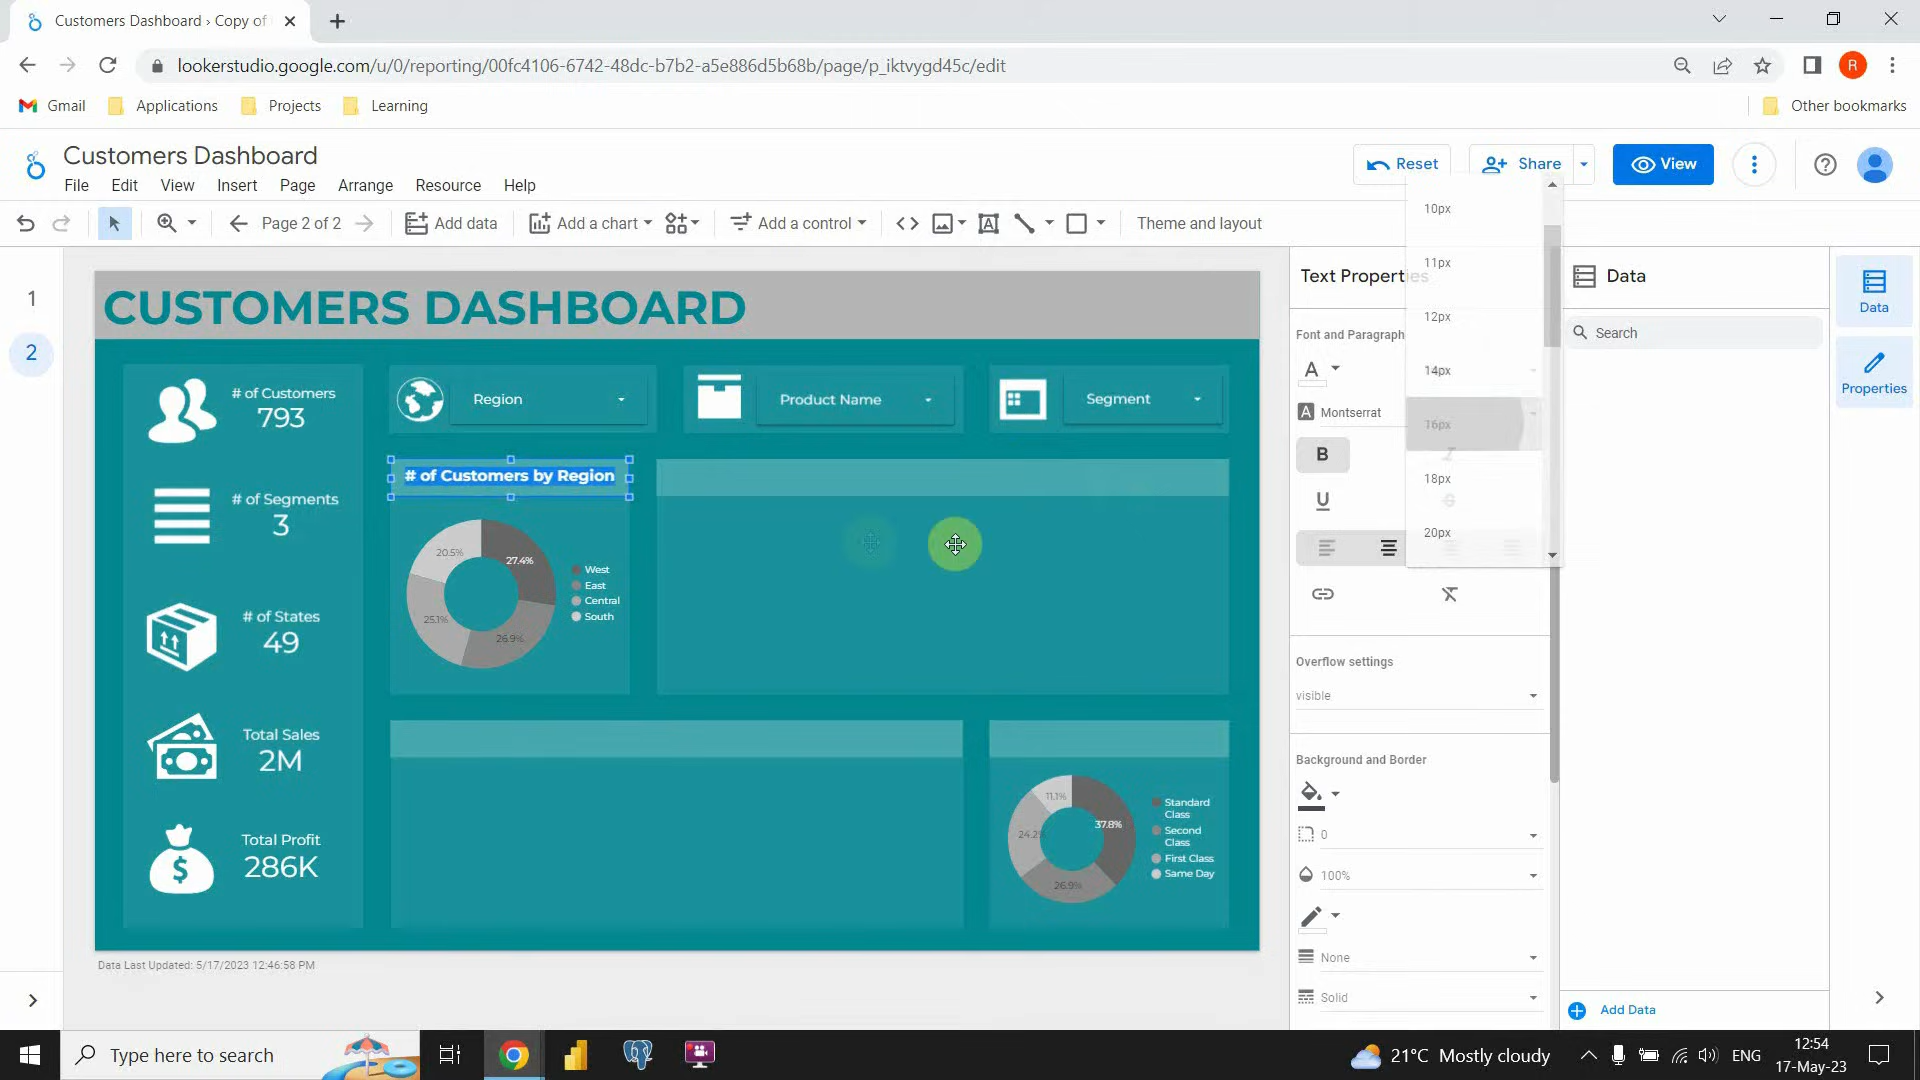 Customers Dashboard › Copy of
lookerstudio.google.com/u/0/reporting/00fc4106-6742-48dc-b7b2-a5e886d5b68b/page/p_iktvygd45c/edit
R
Gmail
Applications
Projects
Learning
Other bookmarks
Customers Dashboard
Reset
Share
View
File
Edit
View
Insert
Page
Arrange
Resource
Help
Page 2 of 2
Add data
Add a chart
Add a control
Theme and layout
1
2
CUSTOMERS DASHBOARD
# of Customers
793
# of Segments
3
# of States
49
Total Sales
2M
Total Profit
286K
Region
Product Name
Segment
# of Customers by Region
20.5%
27.4%
25.1%
26.9%
West
East
Central
South
11.1%
37.8%
24.2%
26.9%
Standard
Class
Second
Class
First Class
Same Day
Data Last Updated: 5/17/2023 12:46:58 PM
Text Properties
Font and Paragraph
A
A Montserrat
B
I
U
S
10px
11px
12px
14px
16px
18px
20px
Overflow settings
visible
Background and Border
0
100%
None
Solid
Data
Search
Add Data
Data
Properties
Type here to search
21°C Mostly cloudy
ENG
12:54
17-May-23